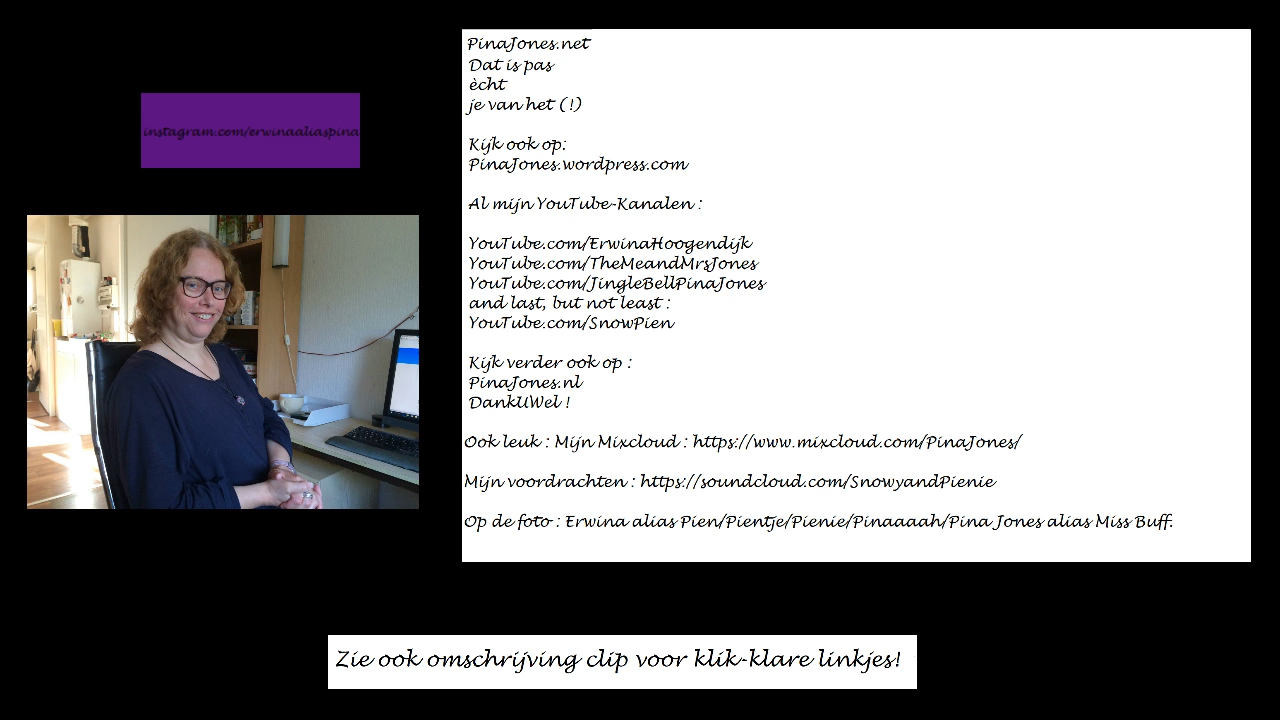 PinaJones.net
Dat is pas
ècht
je van het (!)
Kijk ook op:
PinaJones.wordpress.com
Al mijn YouTube-Kanalen :
YouTube.com/ErwinaHoogendijk
YouTube.com/TheMeandMrsJones
YouTube.com/JingleBellPinaJones
and last, but not least :
YouTube.com/SnowPien
Kijk verder ook op :
PinaJones.nl
DankUWel !
Ook leuk : Mijn Mixcloud : https://www.mixcloud.com/PinaJones/
Mijn voordrachten : https://soundcloud.com/SnowyandPienie
Op de foto : Erwina alias Pien/Pientje/Pienie/Pinaaaah/Pina Jones alias Miss Buff.
instagram.com/erwinaaliaspina
Zie ook omschrijving clip voor klik-klare linkjes!